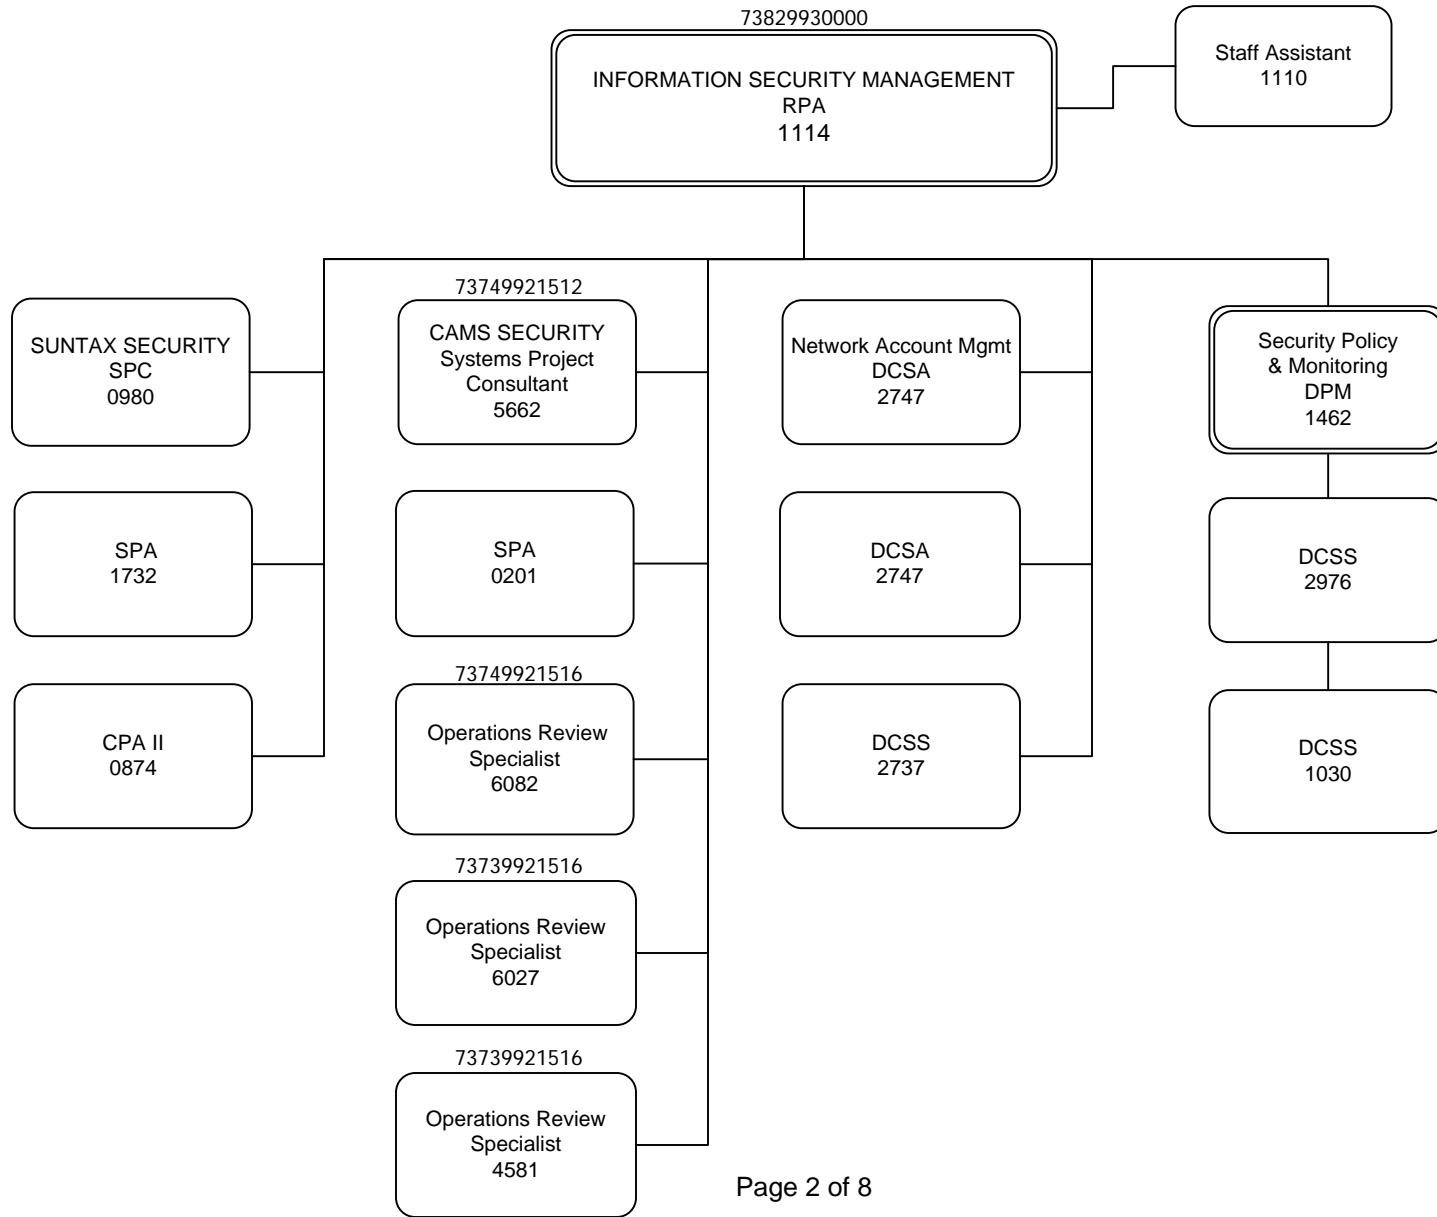 73829930000
INFORMATION SECURITY MANAGEMENT
RPA
1114
Staff Assistant
1110
SUNTAX SECURITY
SPC
0980
SPA
1732
CPA II
0874
73749921512
CAMS SECURITY
Systems Project
Consultant
5662
SPA
0201
73749921516
Operations Review
Specialist
6082
73739921516
Operations Review
Specialist
6027
73739921516
Operations Review
Specialist
4581
Network Account Mgmt
DCSA
2747
DCSA
2747
DCSS
2737
Security Policy
& Monitoring
DPM
1462
DCSS
2976
DCSS
1030
Page 2 of 8